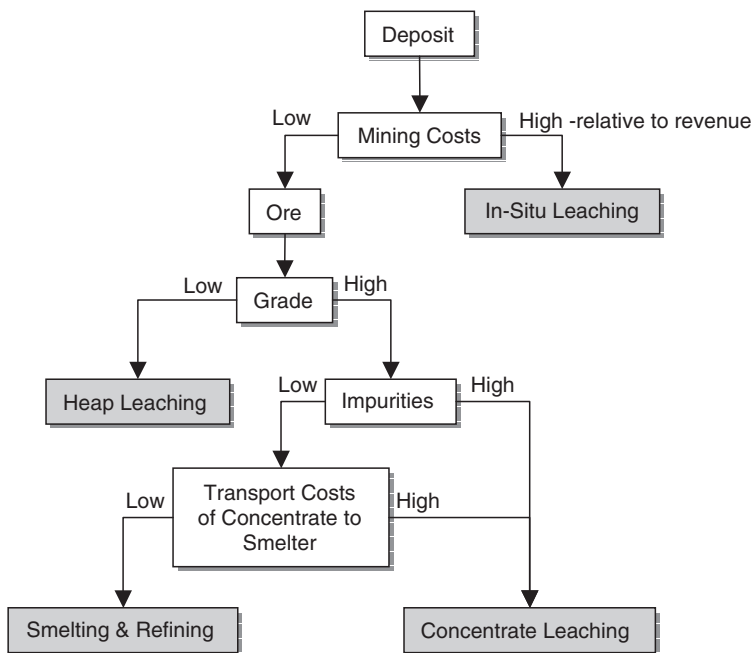 Deposit
Low
High -relative to revenue
Mining Costs
In-Situ Leaching
Ore
Low
High
Grade
Heap Leaching
Low
High
Impurities
Low
Transport Costs
of Concentrate to
Smelter
High
Smelting & Refining
Concentrate Leaching